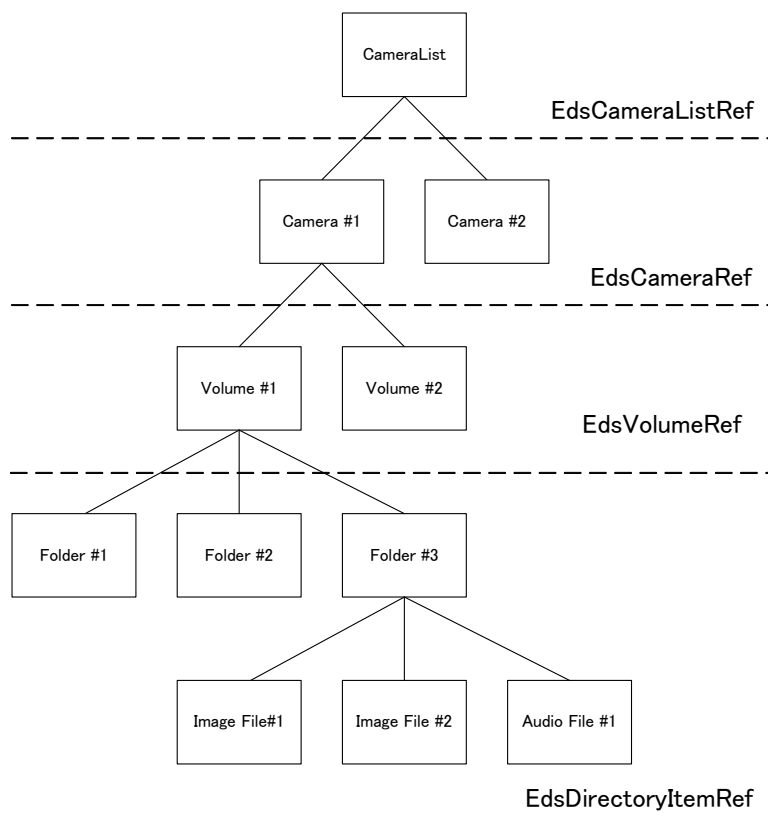 CameraList
EdsCameraListRef
Camera #1
Camera #2
EdsCameraRef
Volume #1
Volume #2
EdsVolumeRef
Folder #1
Folder #2
Folder #3
Image File#1
Image File #2
Audio File #1
EdsDirectoryItemRef